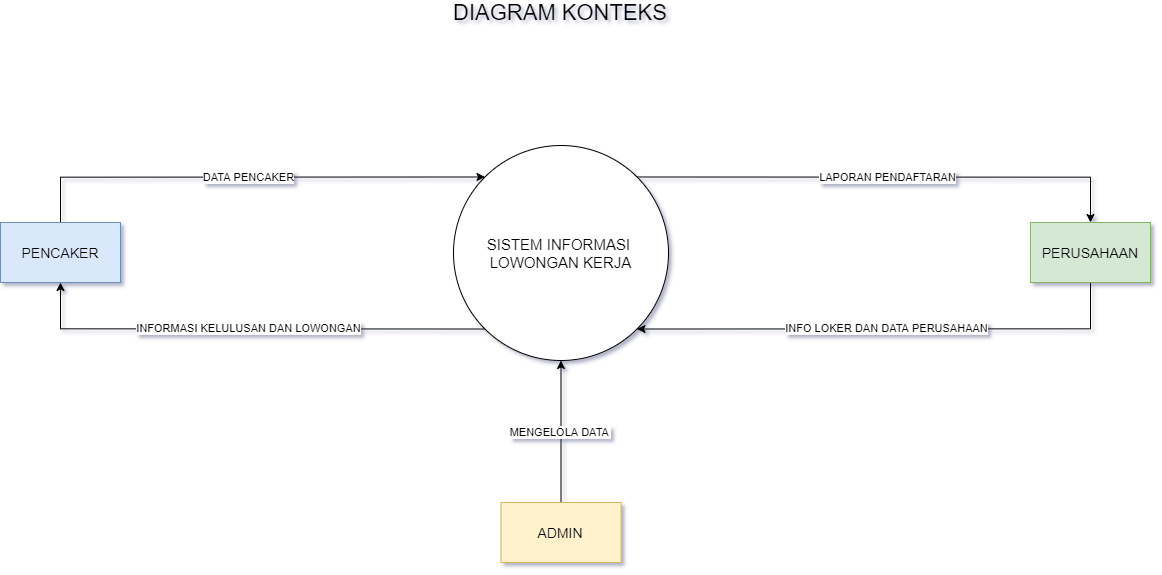 DIAGRAM KONTEKS
DATA PENCAKER
LAPORAN PENDAFTARAN
PENCAKER
SISTEM INFORMASI
LOWONGAN KERJA
PERUSAHAAN
INFORMASI KELULUSAN DAN LOWONGAN
INFO LOKER DAN DATA PERUSAHAAN
MENGELOLA DATA
ADMIN